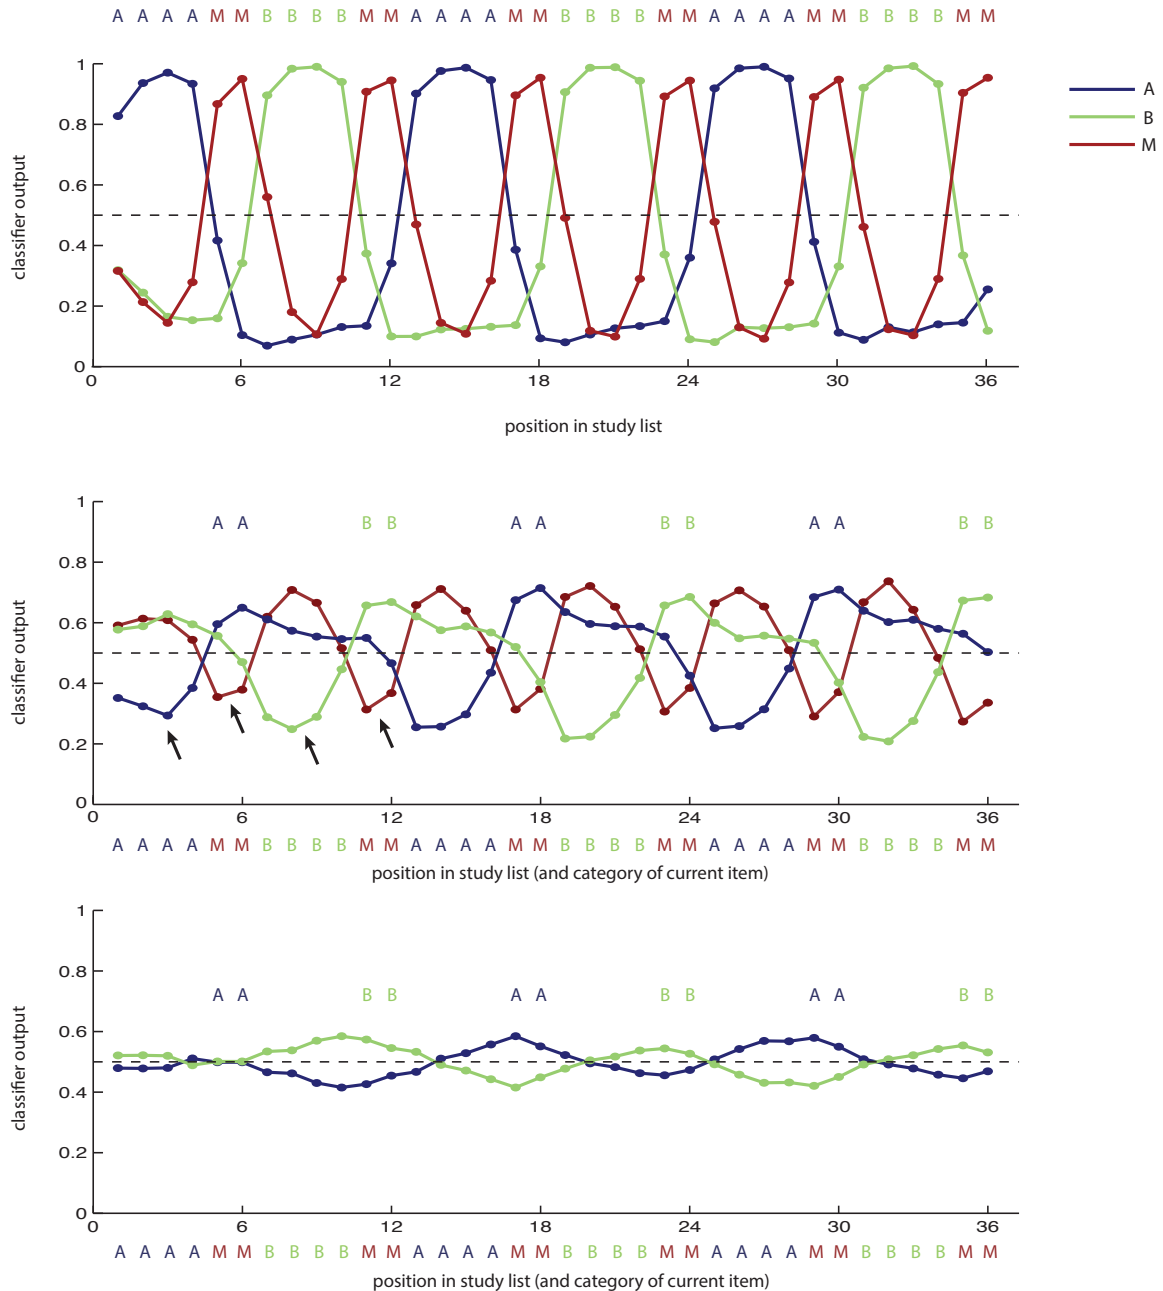 A A A A M M B B B B M M A A A A M M B B B B M M A A A A M M B B B B M M
1
0.8
0.6
0.4
0.2
0
classifier output
0 6 12 18 24 30 36
position in study list
A
B
M
1
0.8
0.6
0.4
0.2
0
classifier output
A A B B A A B B A A B B
0 6 12 18 24 30 36
A A A A M M B B B B M M A A A A M M B B B B M M A A A A M M B B B B M M
position in study list (and category of current item)
1
0.8
0.6
0.4
0.2
0
classifier output
A A B B A A B B A A B B
0 6 12 18 24 30 36
A A A A M M B B B B M M A A A A M M B B B B M M A A A A M M B B B B M M
position in study list (and category of current item)